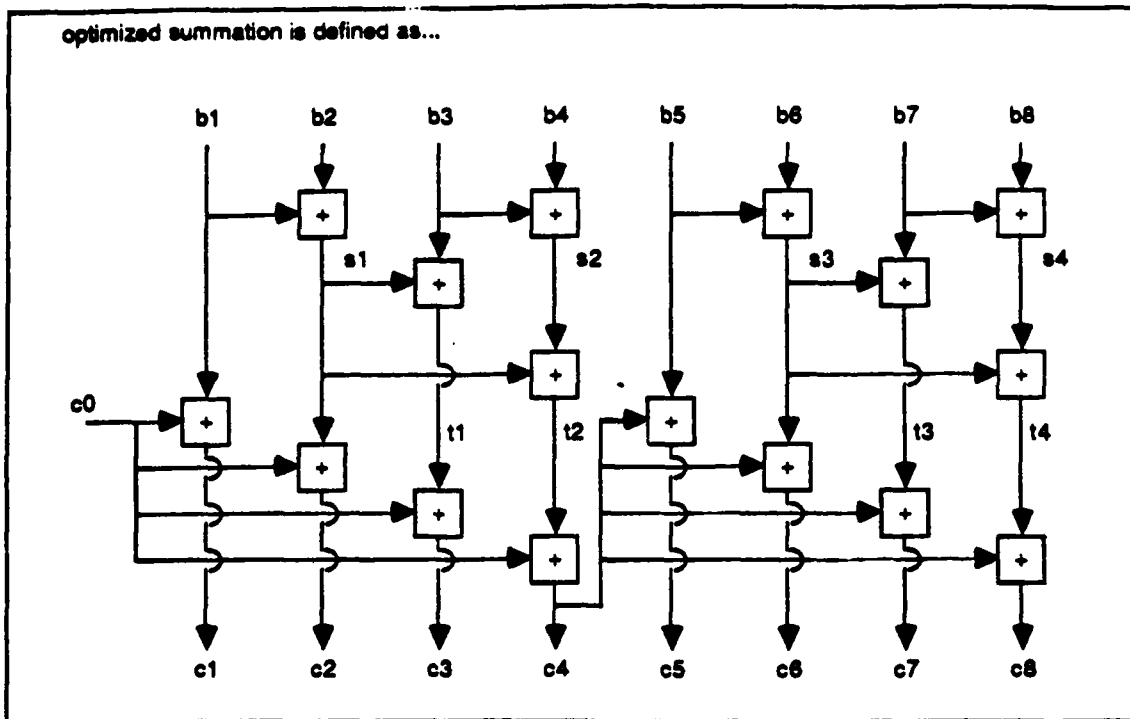 optimized summation is defined as...
b1 b2 b3 b4 b5 b6 b7 b8
+ + + +
s1 s2 s3 s4
+ +
+ +
c0 + +
t1 t2 t3 t4
+ +
+ +
+ +
c1 c2 c3 c4 c5 c6 c7 c8